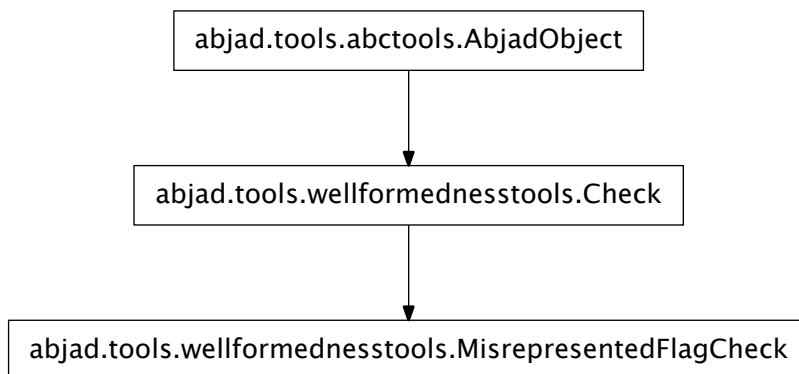 abjad.tools.abctools.AbjadObject
abjad.tools.wellformednesstools.Check
abjad.tools.wellformednesstools.MisrepresentedFlagCheck